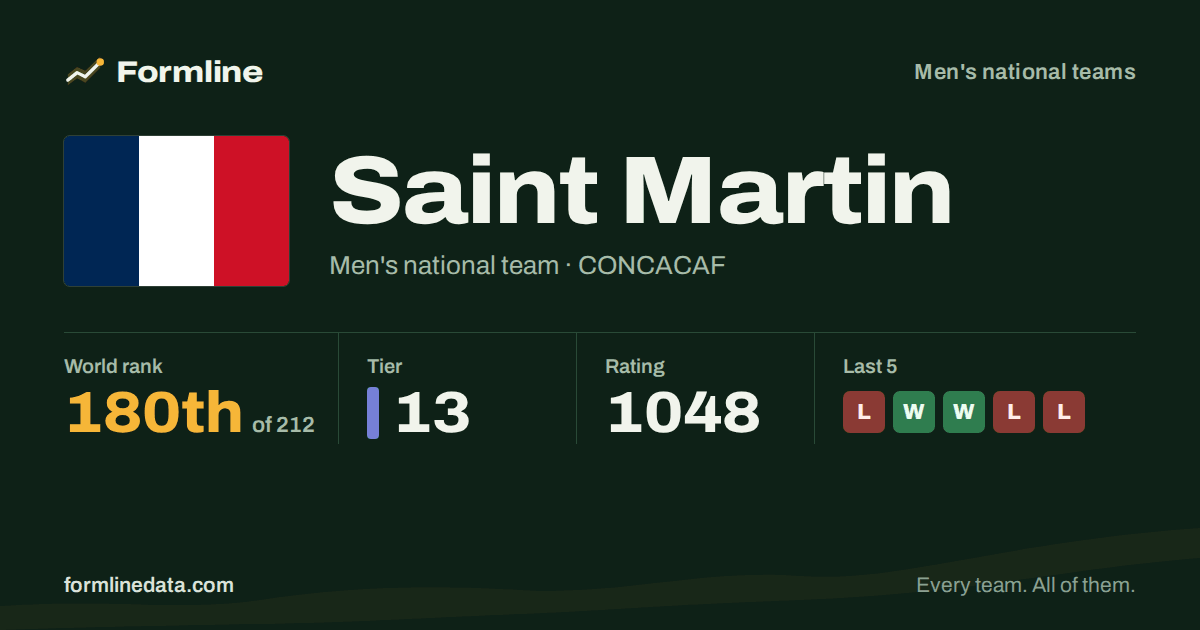 Formline
Men's national teams
Saint Martin
Men's national team · CONCACAF
World rank
180th of 212
Tier
13
Rating
1048
Last 5
L W W L L
formlinedata.com
Every team. All of them.